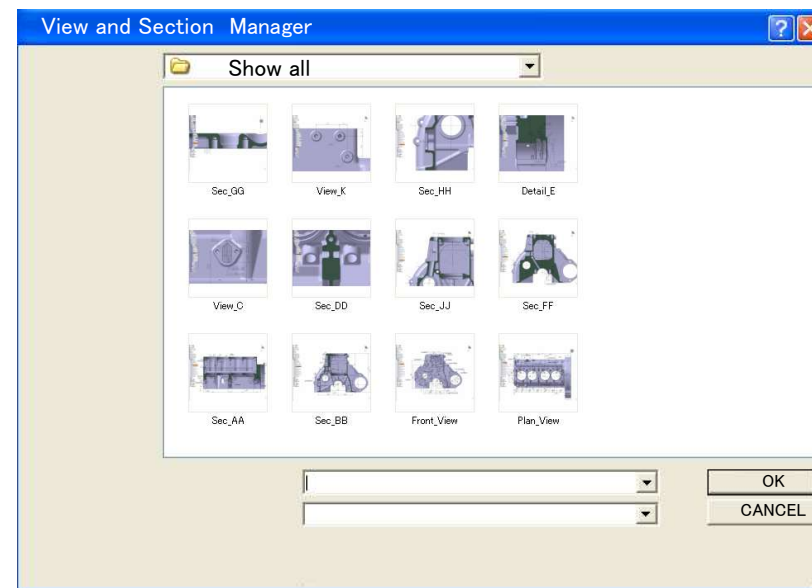 View and Section Manager
?
Show all
Sec_GG View_K Sec_HH Detail_E
View_C Sec_DD Sec_JJ Sec_FF
Sec_AA Sec_BB Front_View Plan_View
OK
CANCEL